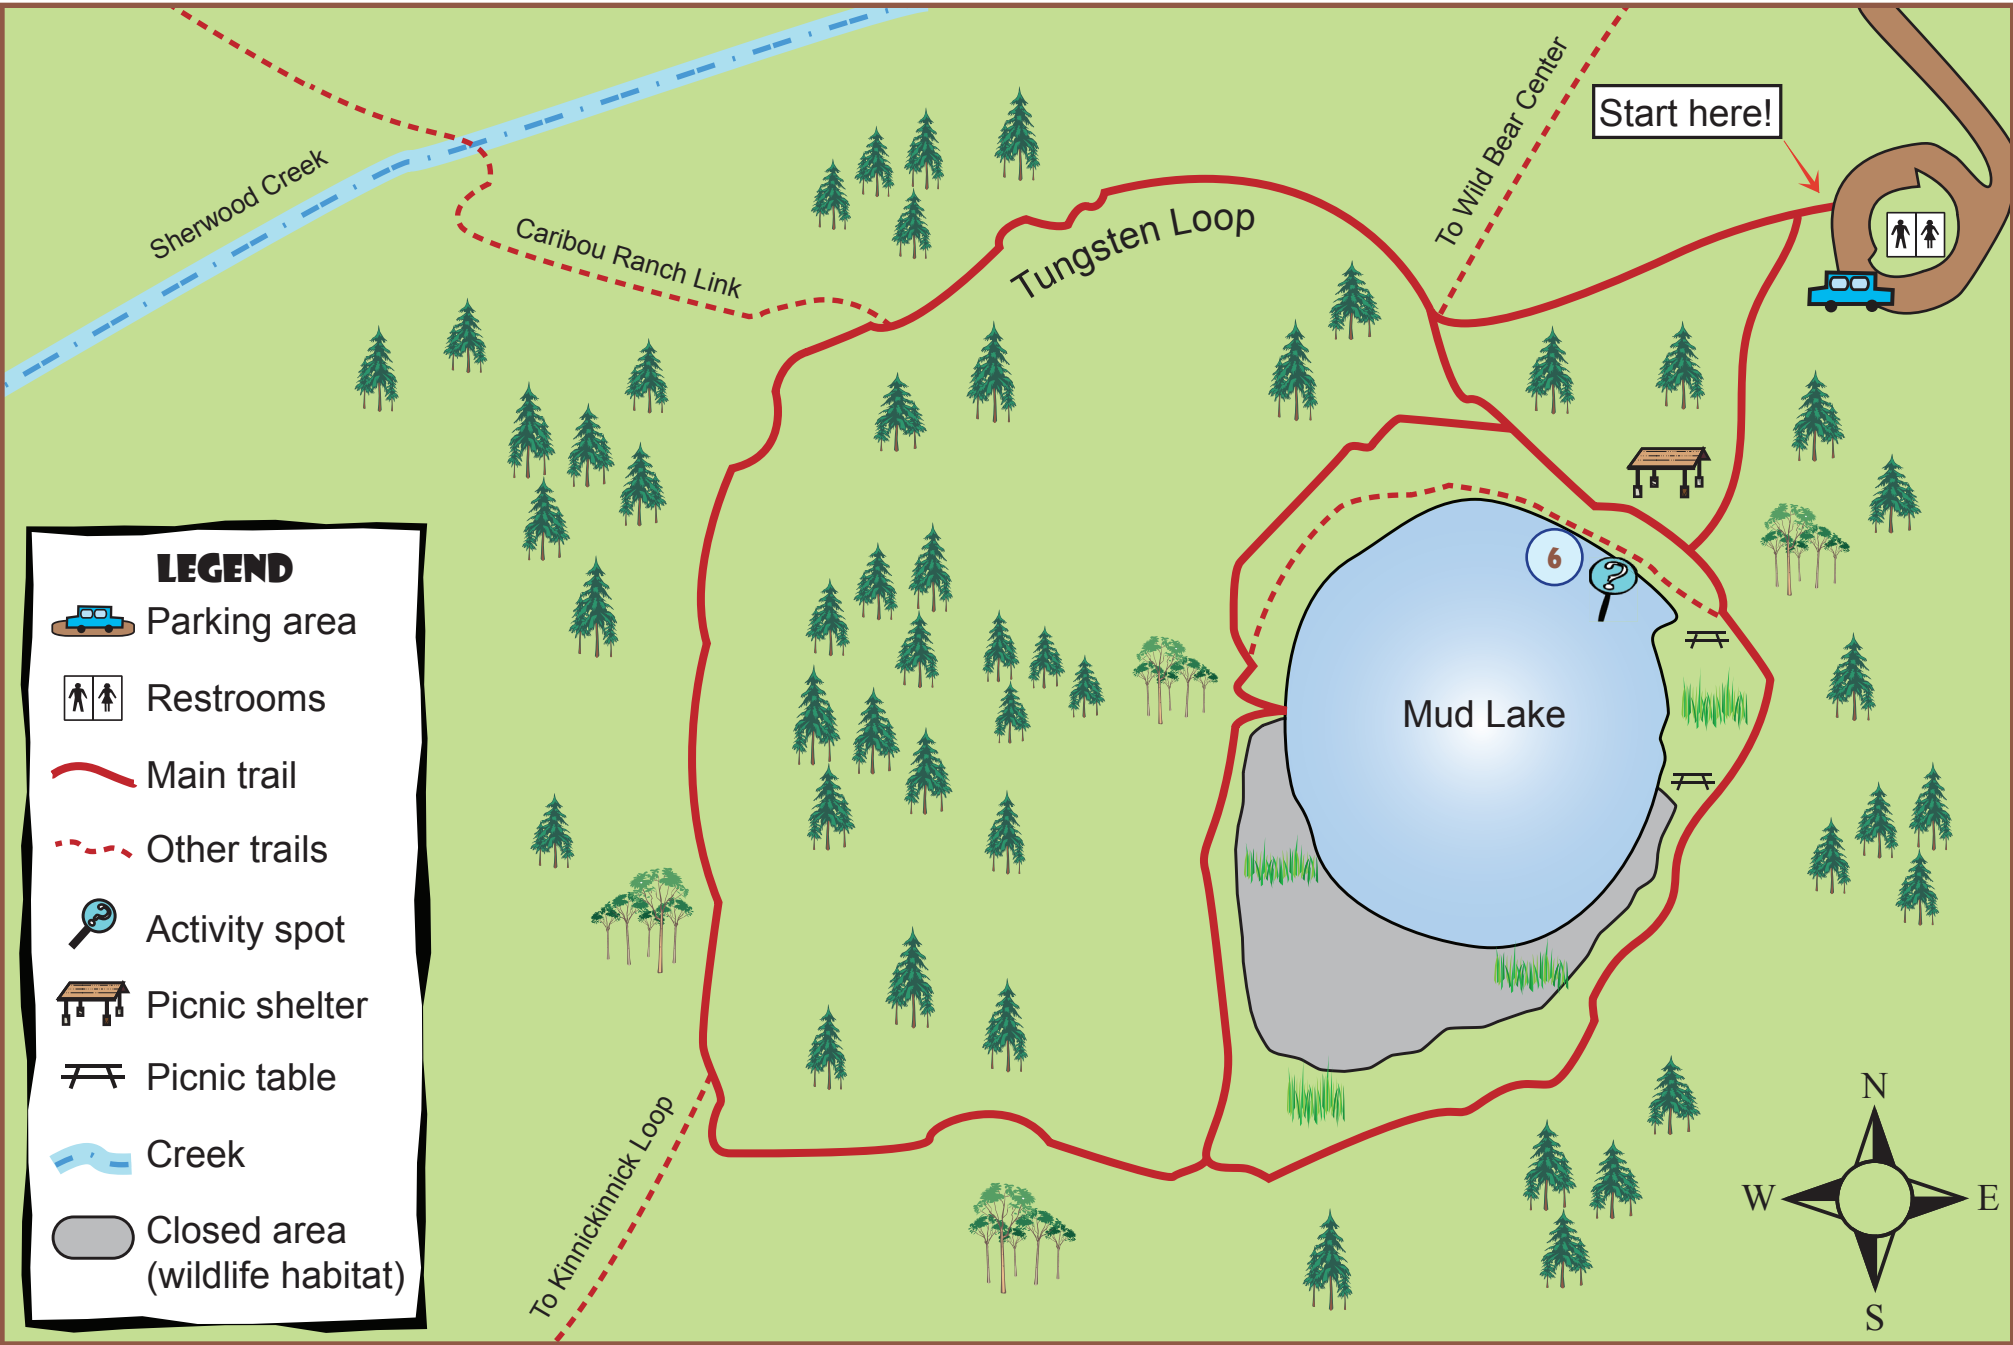 To Wild Bear Center
Start here!
Sherwood Creek
Caribou Ranch Link
Tungsten Loop
6
Mud Lake
LEGEND
Parking area
Restrooms
Main trail
Other trails
Activity spot
Picnic shelter
Picnic table
Creek
Closed area
(wildlife habitat)
To Kinnickinnick Loop
N
W
E
S